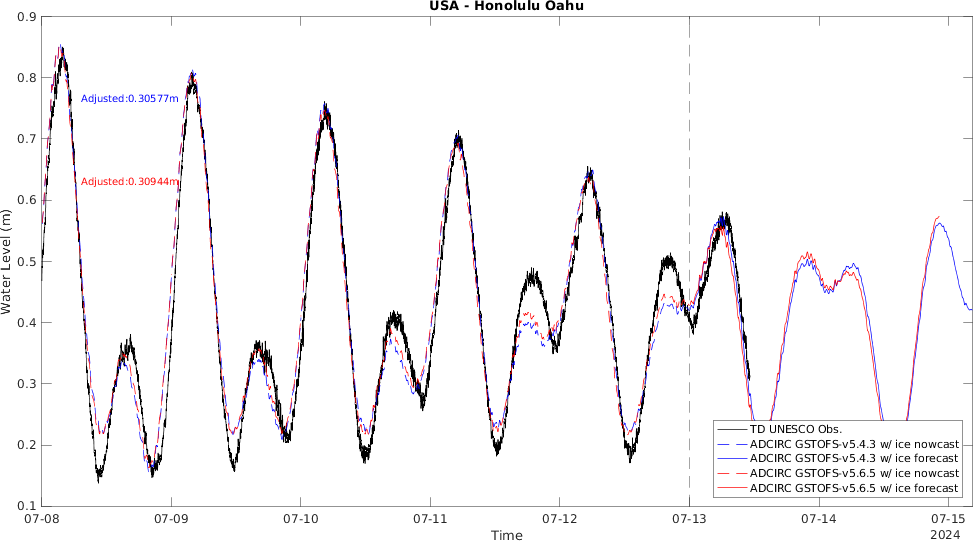 USA - Honolulu Oahu
0.9
0.8
Adjusted:0.30577m
0.7
Adjusted:0.30944m
0.6
0.5
0.4
0.3
0.2
0.1
Water Level (m)
TD UNESCO Obs.
ADCIRC GSTOFS-v5.4.3 w/ ice nowcast
ADCIRC GSTOFS-v5.4.3 w/ ice forecast
ADCIRC GSTOFS-v5.6.5 w/ ice nowcast
ADCIRC GSTOFS-v5.6.5 w/ ice forecast
07-08 07-09 07-10 07-11 07-12 07-13 07-14 07-15
2024
Time